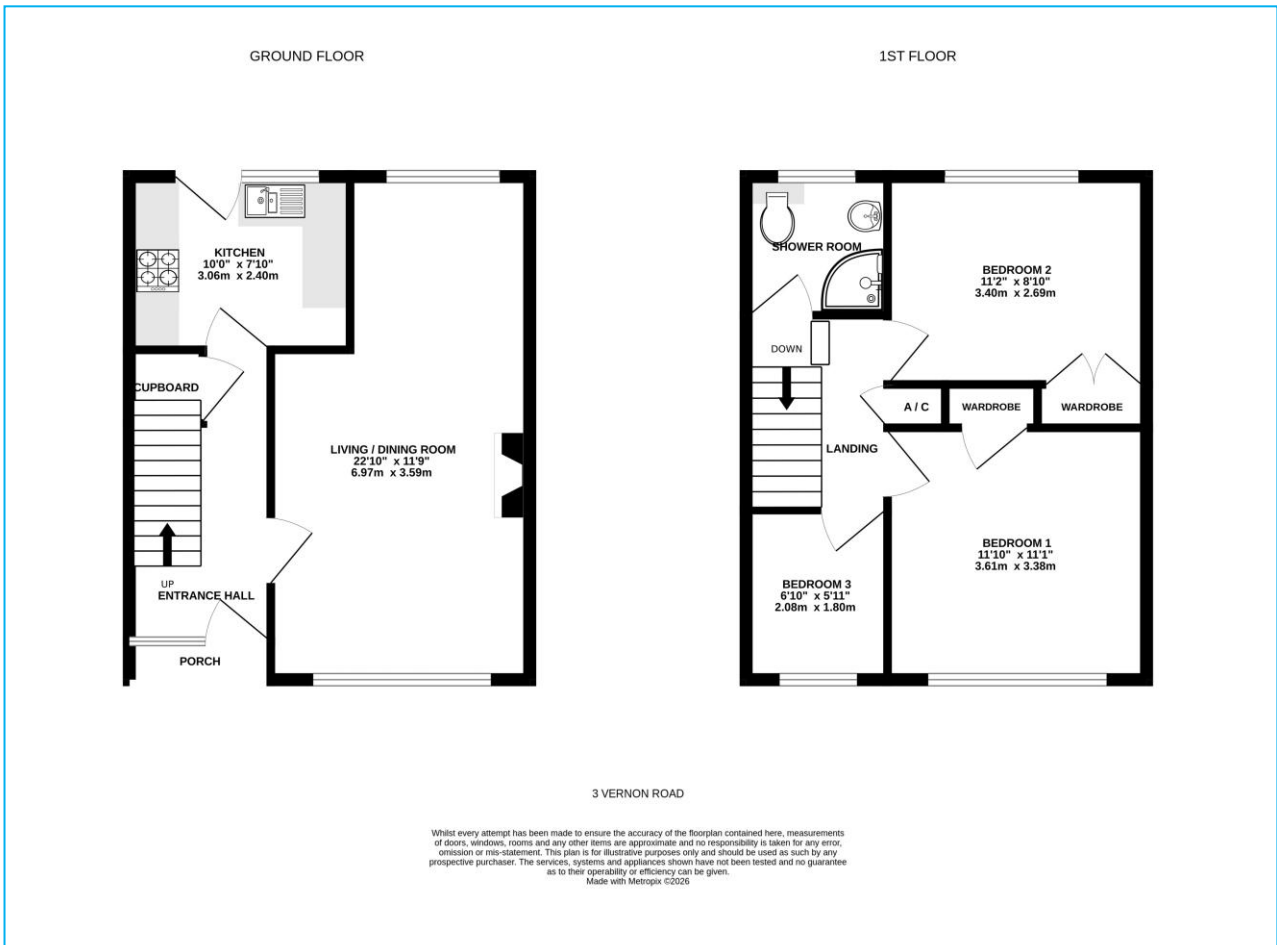 GROUND FLOOR
KITCHEN
10'0" x 7'10"
3.06m x 2.40m
CUPBOARD
LIVING / DINING ROOM
22'10" x 11'9"
6.97m x 3.59m
UP
ENTRANCE HALL
PORCH
1ST FLOOR
SHOWER ROOM
BEDROOM 2
11'2" x 8'10"
3.40m x 2.69m
DOWN
A / C
WARDROBE
WARDROBE
LANDING
BEDROOM 1
11'10" x 11'1"
3.61m x 3.38m
BEDROOM 3
6'10" x 5'11"
2.08m x 1.80m
3 VERNON ROAD
Whilst every attempt has been made to ensure the accuracy of the floorplan contained here, measurements
of doors, windows, rooms and any other items are approximate and no responsibility is taken for any error,
omission or mis-statement. This plan is for illustrative purposes only and should be used as such by any
prospective purchaser. The services, systems and appliances shown have not been tested and no guarantee
as to their operability or efficiency can be given.
Made with Metropix ©2026